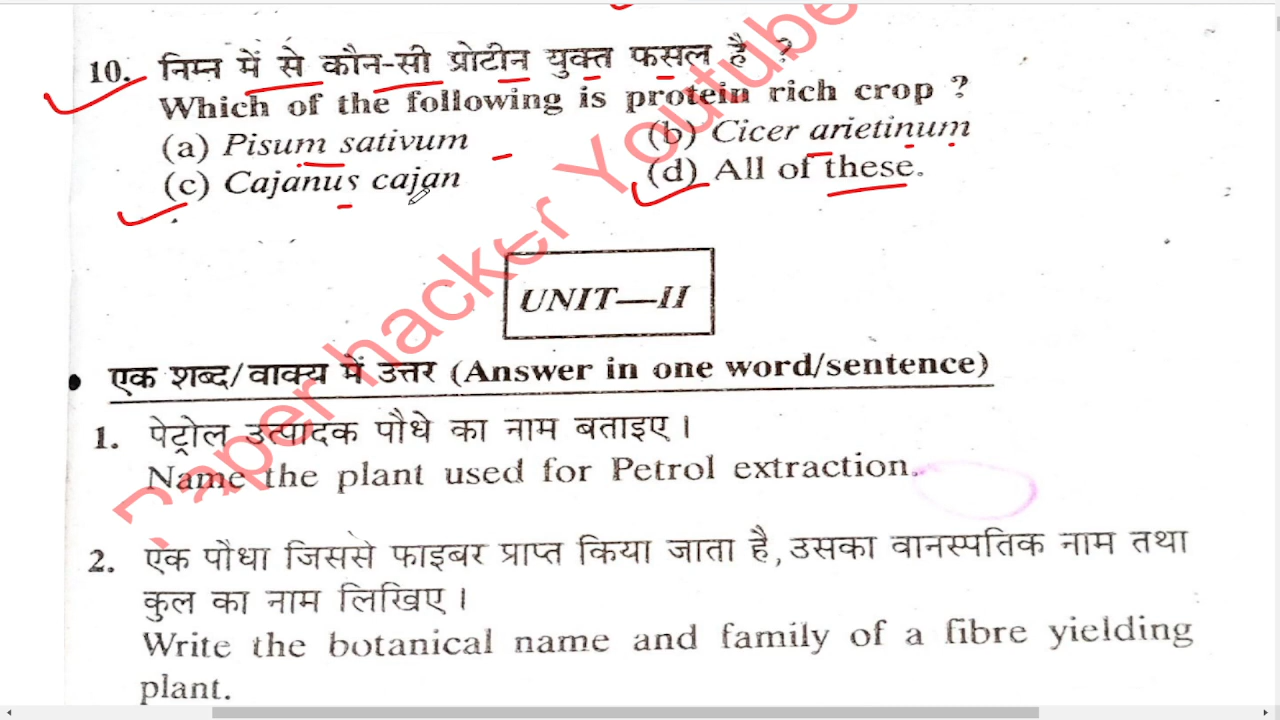 10. निम्न में से कौन-सी प्रोटीन युक्त फसल है ?
Which of the following is protein rich crop ?
(a) Pisum sativum (b) Cicer arietinum
(c) Cajanus cajan (d) All of these.
Paper hacker Youtube
UNIT—II
• एक शब्द/वाक्य में उत्तर (Answer in one word/sentence)
1. पेट्रोल उत्पादक पौधे का नाम बताइए ।
Name the plant used for Petrol extraction.
2. एक पौधा जिससे फाइबर प्राप्त किया जाता है, उसका वानस्पतिक नाम तथा
कुल का नाम लिखिए ।
Write the botanical name and family of a fibre yielding
plant.